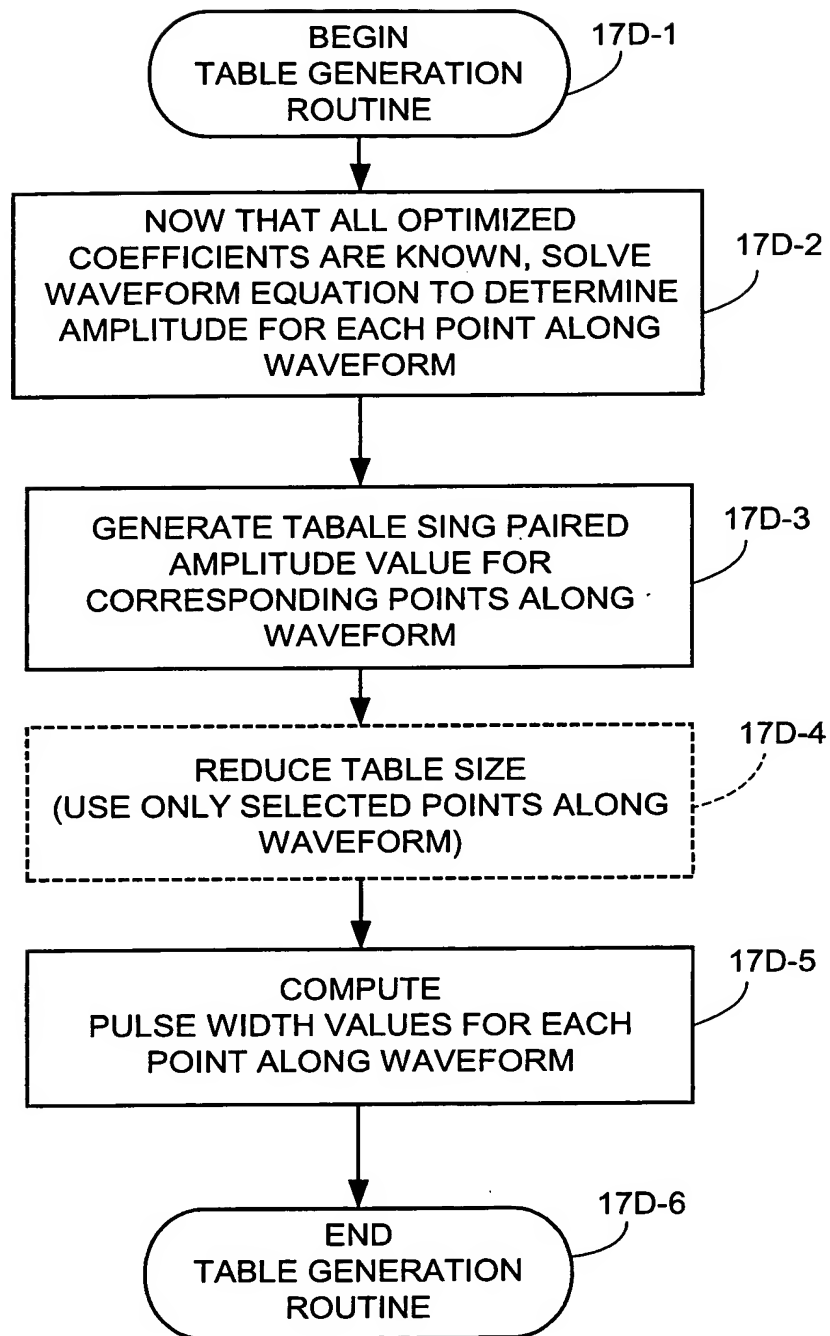 BEGIN
TABLE GENERATION
ROUTINE
17D-1
NOW THAT ALL OPTIMIZED
COEFFICIENTS ARE KNOWN, SOLVE
WAVEFORM EQUATION TO DETERMINE
AMPLITUDE FOR EACH POINT ALONG
WAVEFORM
17D-2
GENERATE TABALE SING PAIRED
AMPLITUDE VALUE FOR
CORRESPONDING POINTS ALONG
WAVEFORM
17D-3
REDUCE TABLE SIZE
(USE ONLY SELECTED POINTS ALONG
WAVEFORM)
17D-4
COMPUTE
PULSE WIDTH VALUES FOR EACH
POINT ALONG WAVEFORM
17D-5
END
TABLE GENERATION
ROUTINE
17D-6